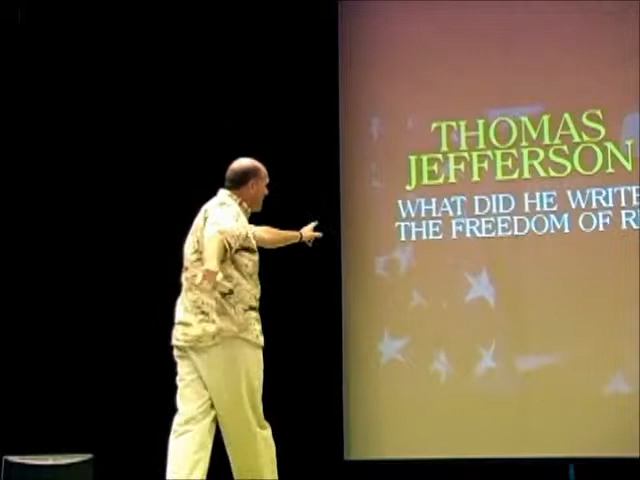 THOMAS
JEFFERSON
WHAT DID HE WRITE
THE FREEDOM OF R